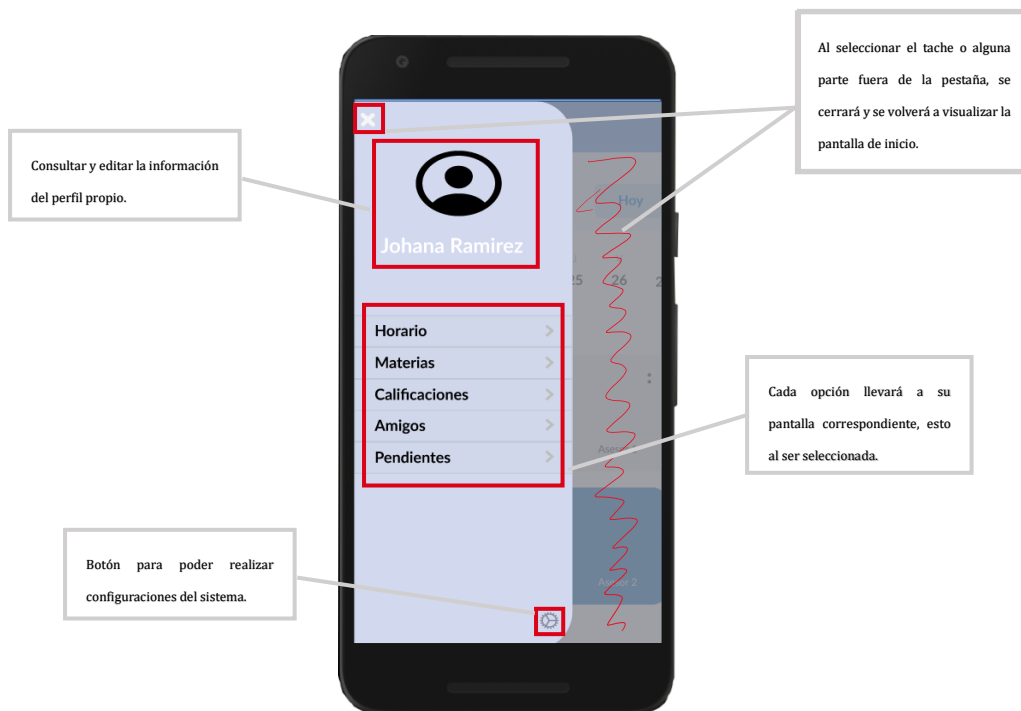 Al seleccionar el tache o alguna
parte fuera de la pestaña, se
cerrará y se volverá a visualizar la
pantalla de inicio.
Consultar y editar la información
del perfil propio.
Hoy
Johana Ramirez
25 26 2
Horario
Materias
Calificaciones
Amigos
Pendientes
Cada opción llevará a su
pantalla correspondiente, esto
al ser seleccionada.
Asesor 2
Botón para poder realizar
configuraciones del sistema.